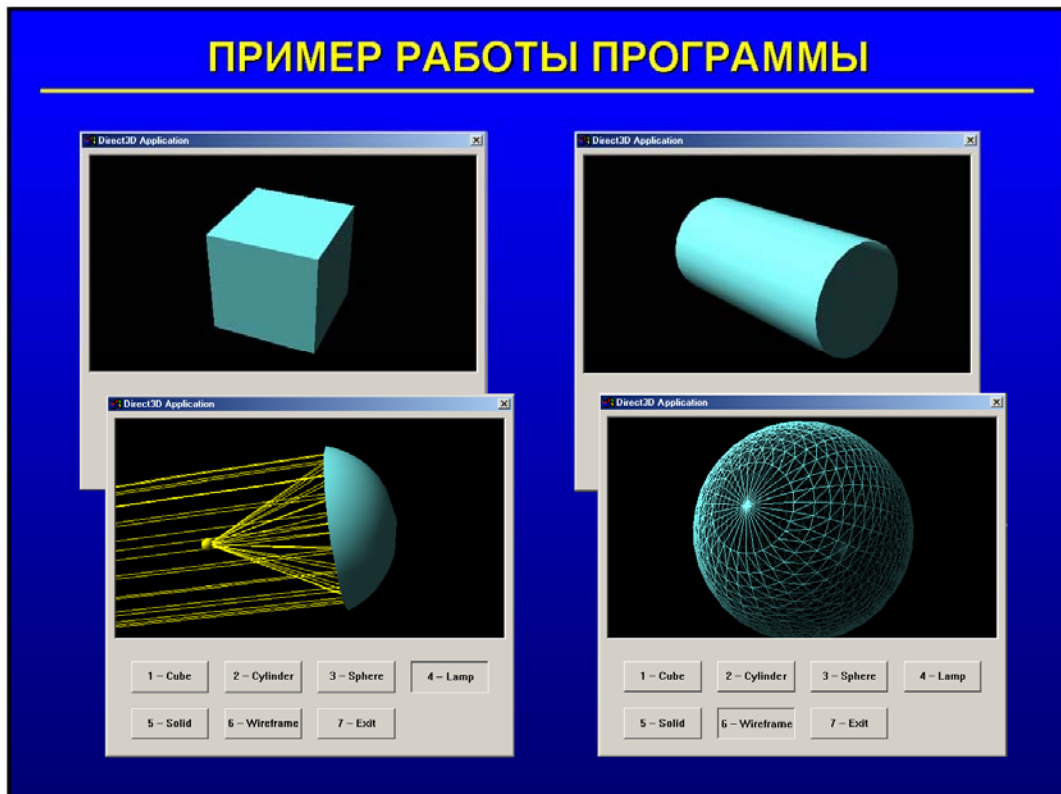 ПРИМЕР РАБОТЫ ПРОГРАММЫ
Direct3D Application
Direct3D Application
Direct3D Application
Direct3D Application
1 – Cube
2 – Cylinder
3 – Sphere
4 – Lamp
5 – Solid
6 – Wireframe
7 – Exit
1 – Cube
2 – Cylinder
3 – Sphere
4 – Lamp
5 – Solid
6 – Wireframe
7 – Exit